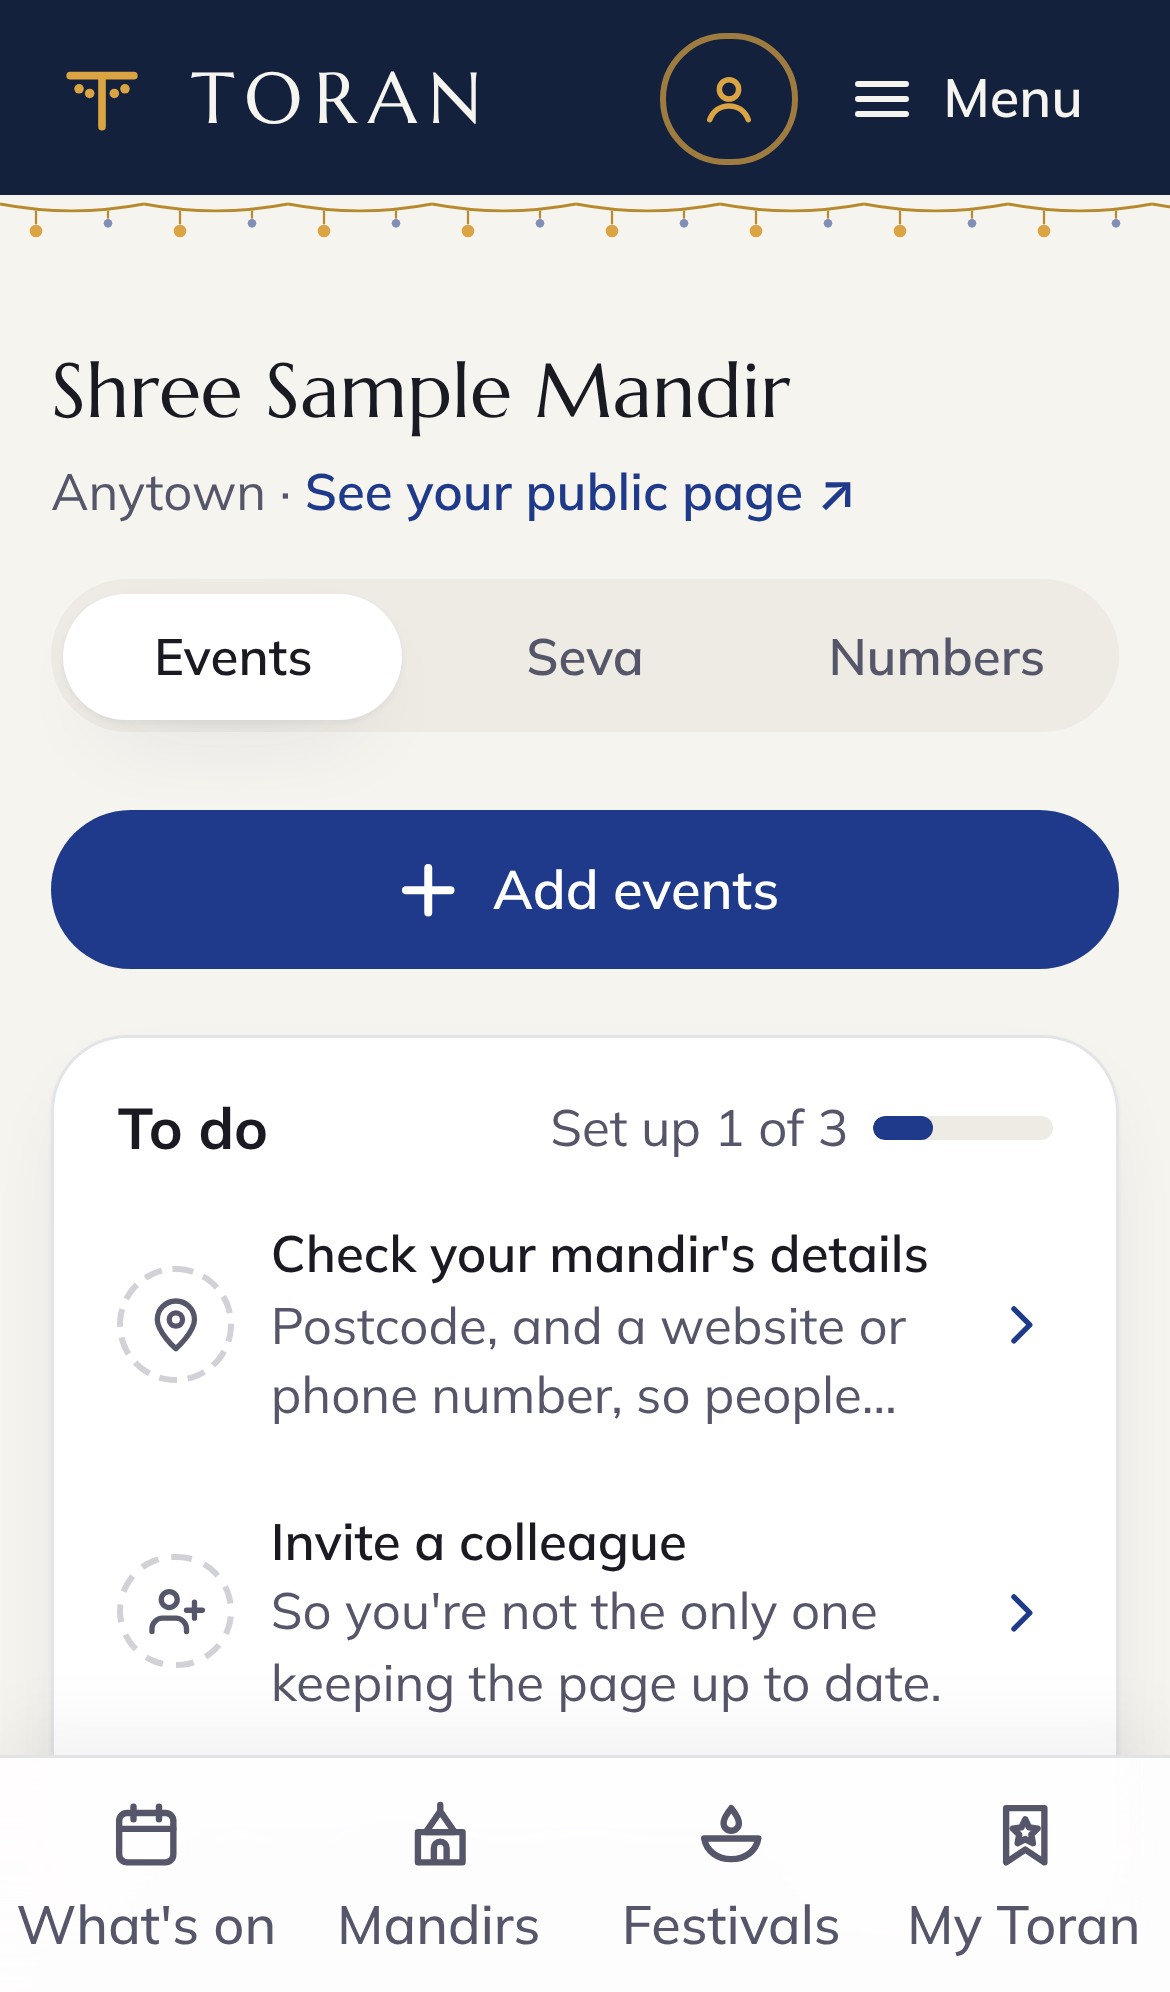 TORAN
Menu
Shree Sample Mandir
Anytown · See your public page ↗
Events
Seva
Numbers
+ Add events
To do
Set up 1 of 3
Check your mandir's details
Postcode, and a website or
phone number, so people...
Invite a colleague
So you're not the only one
keeping the page up to date.
What's on
Mandirs
Festivals
My Toran